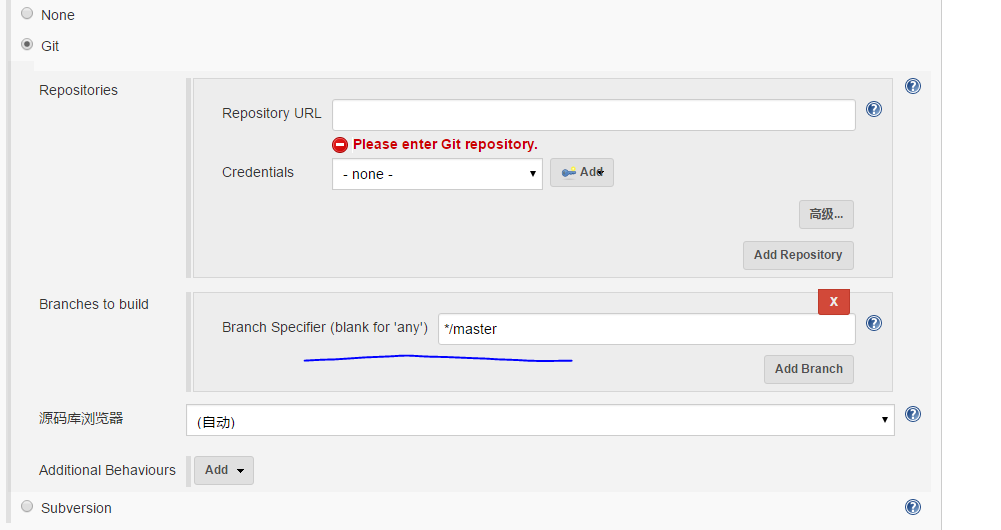 None
Git
Repositories
Repository URL
Please enter Git repository.
Credentials
- none -
Add
高级...
Add Repository
Branches to build
X
Branch Specifier (blank for 'any')
*/master
Add Branch
源码库浏览器
(自动)
Additional Behaviours
Add
Subversion